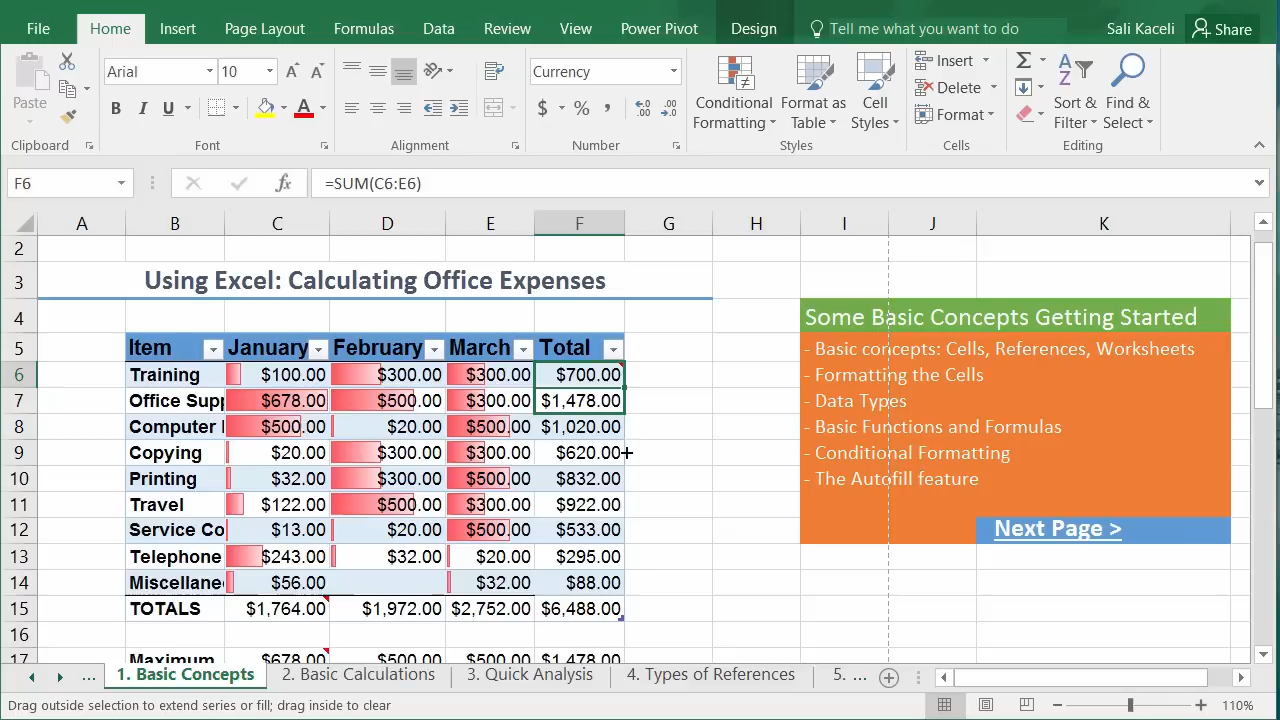 File Home Insert Page Layout Formulas Data Review View Power Pivot Design Tell me what you want to do Sali Kaceli Share
Arial 10 Currency
Paste
Conditional Formatting Format as Table Cell Styles
Insert
Delete
Format
Sort & Filter Find & Select
Clipboard Font Alignment Number Styles Cells Editing
F6 fx =SUM(C6:E6)
A B C D E F G H I J K
2
3 Using Excel: Calculating Office Expenses
4 Some Basic Concepts Getting Started
5 Item January February March Total - Basic concepts: Cells, References, Worksheets
6 Training $100.00 $300.00 $300.00 $700.00 - Formatting the Cells
7 Office Sup $678.00 $500.00 $300.00 $1,478.00 - Data Types
8 Computer $500.00 $20.00 $500.00 $1,020.00 - Basic Functions and Formulas
9 Copying $20.00 $300.00 $300.00 $620.00 - Conditional Formatting
10 Printing $32.00 $300.00 $500.00 $832.00 - The Autofill feature
11 Travel $122.00 $500.00 $300.00 $922.00
12 Service Co $13.00 $20.00 $500.00 $533.00 Next Page >
13 Telephone $243.00 $32.00 $20.00 $295.00
14 Miscellane $56.00 $32.00 $88.00
15 TOTALS $1,764.00 $1,972.00 $2,752.00 $6,488.00
16
17 Maximum $678.00 $500.00 $500.00 $1,478.00
... 1. Basic Concepts 2. Basic Calculations 3. Quick Analysis 4. Types of References 5. ...
Drag outside selection to extend series or fill; drag inside to clear 110%